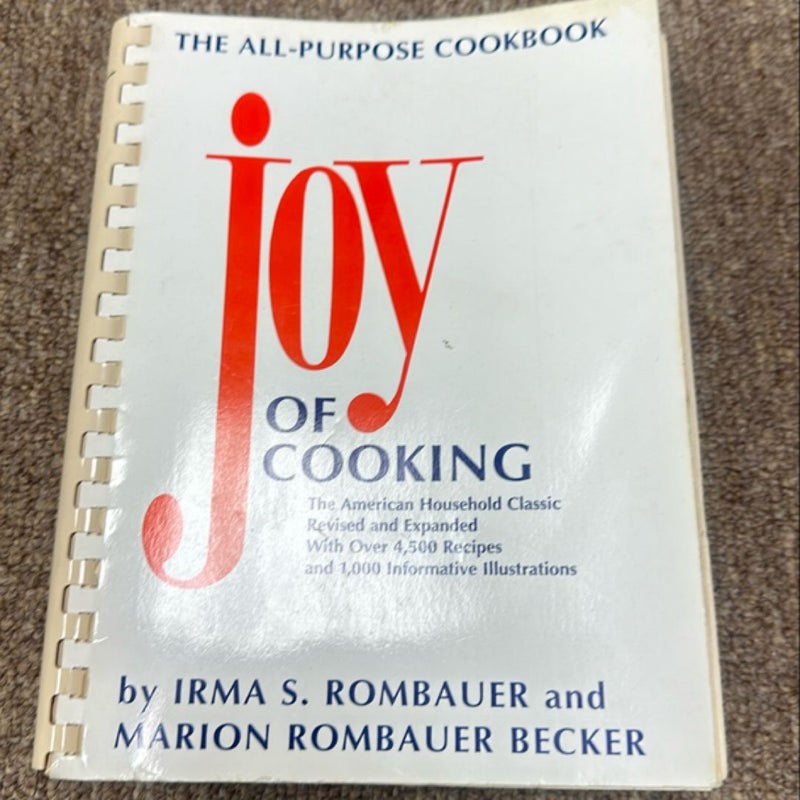 THE ALL-PURPOSE COOKBOOK
joy
OF
COOKING
The American Household Classic
Revised and Expanded
With Over 4,500 Recipes
and 1,000 Informative Illustrations
by IRMA S. ROMBAUER and
MARION ROMBAUER BECKER